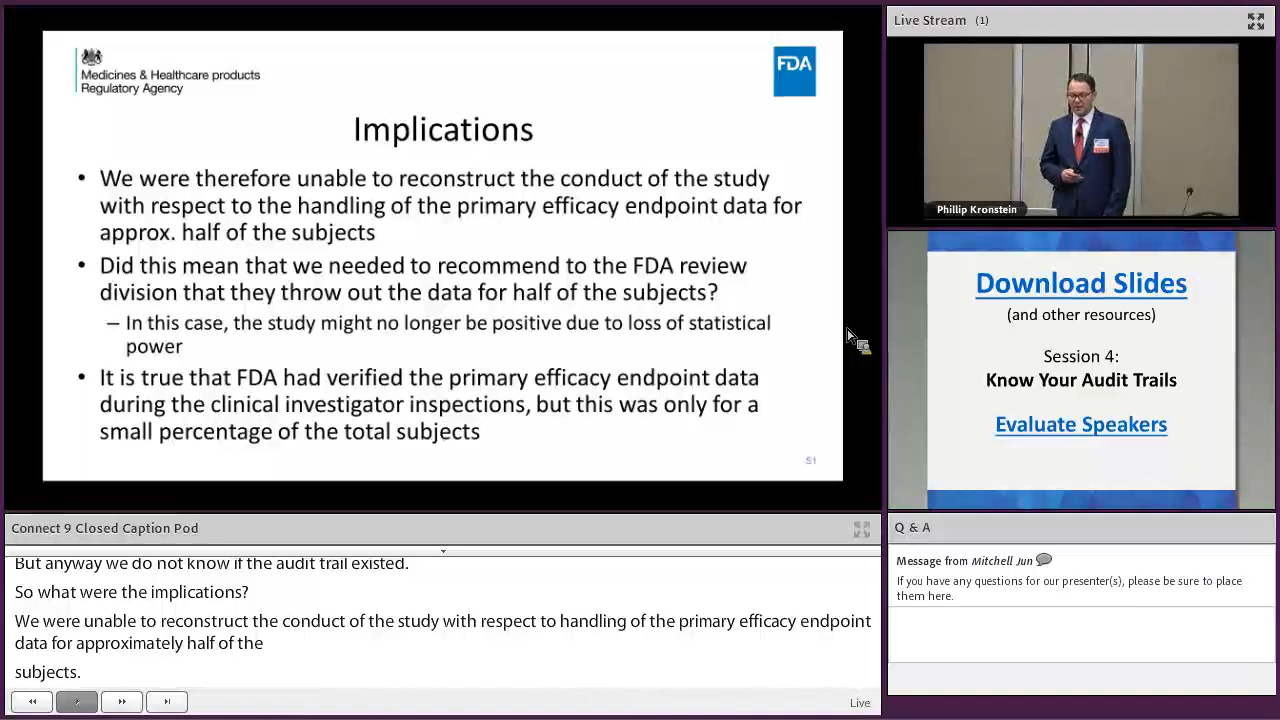 Medicines & Healthcare products
Regulatory Agency
FDA
Implications
• We were therefore unable to reconstruct the conduct of the study
with respect to the handling of the primary efficacy endpoint data for
approx. half of the subjects
• Did this mean that we needed to recommend to the FDA review
division that they throw out the data for half of the subjects?
– In this case, the study might no longer be positive due to loss of statistical
power
• It is true that FDA had verified the primary efficacy endpoint data
during the clinical investigator inspections, but this was only for a
small percentage of the total subjects
51
Live Stream (1)
Phillip Kronstein
Download Slides
(and other resources)
Session 4:
Know Your Audit Trails
Evaluate Speakers
Connect 9 Closed Caption Pod
But anyway we do not know if the audit trail existed.
So what were the implications?
We were unable to reconstruct the conduct of the study with respect to handling of the primary efficacy endpoint
data for approximately half of the
subjects.
Live
Q & A
Message from Mitchell Jun
If you have any questions for our presenter(s), please be sure to place
them here.